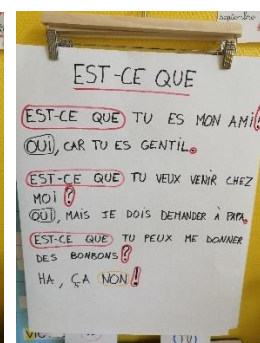 septembre
EST-CE QUE
EST-CE QUE TU ES MON AMI?
OUI, CAR TU ES GENTIL.
EST-CE QUE TU VEUX VENIR CHEZ
MOI ?
OUI, MAIS JE DOIS DEMANDER À PAPA.
EST-CE QUE TU PEUX ME DONNER
DES BONBONS ?
HA, ÇA NON !